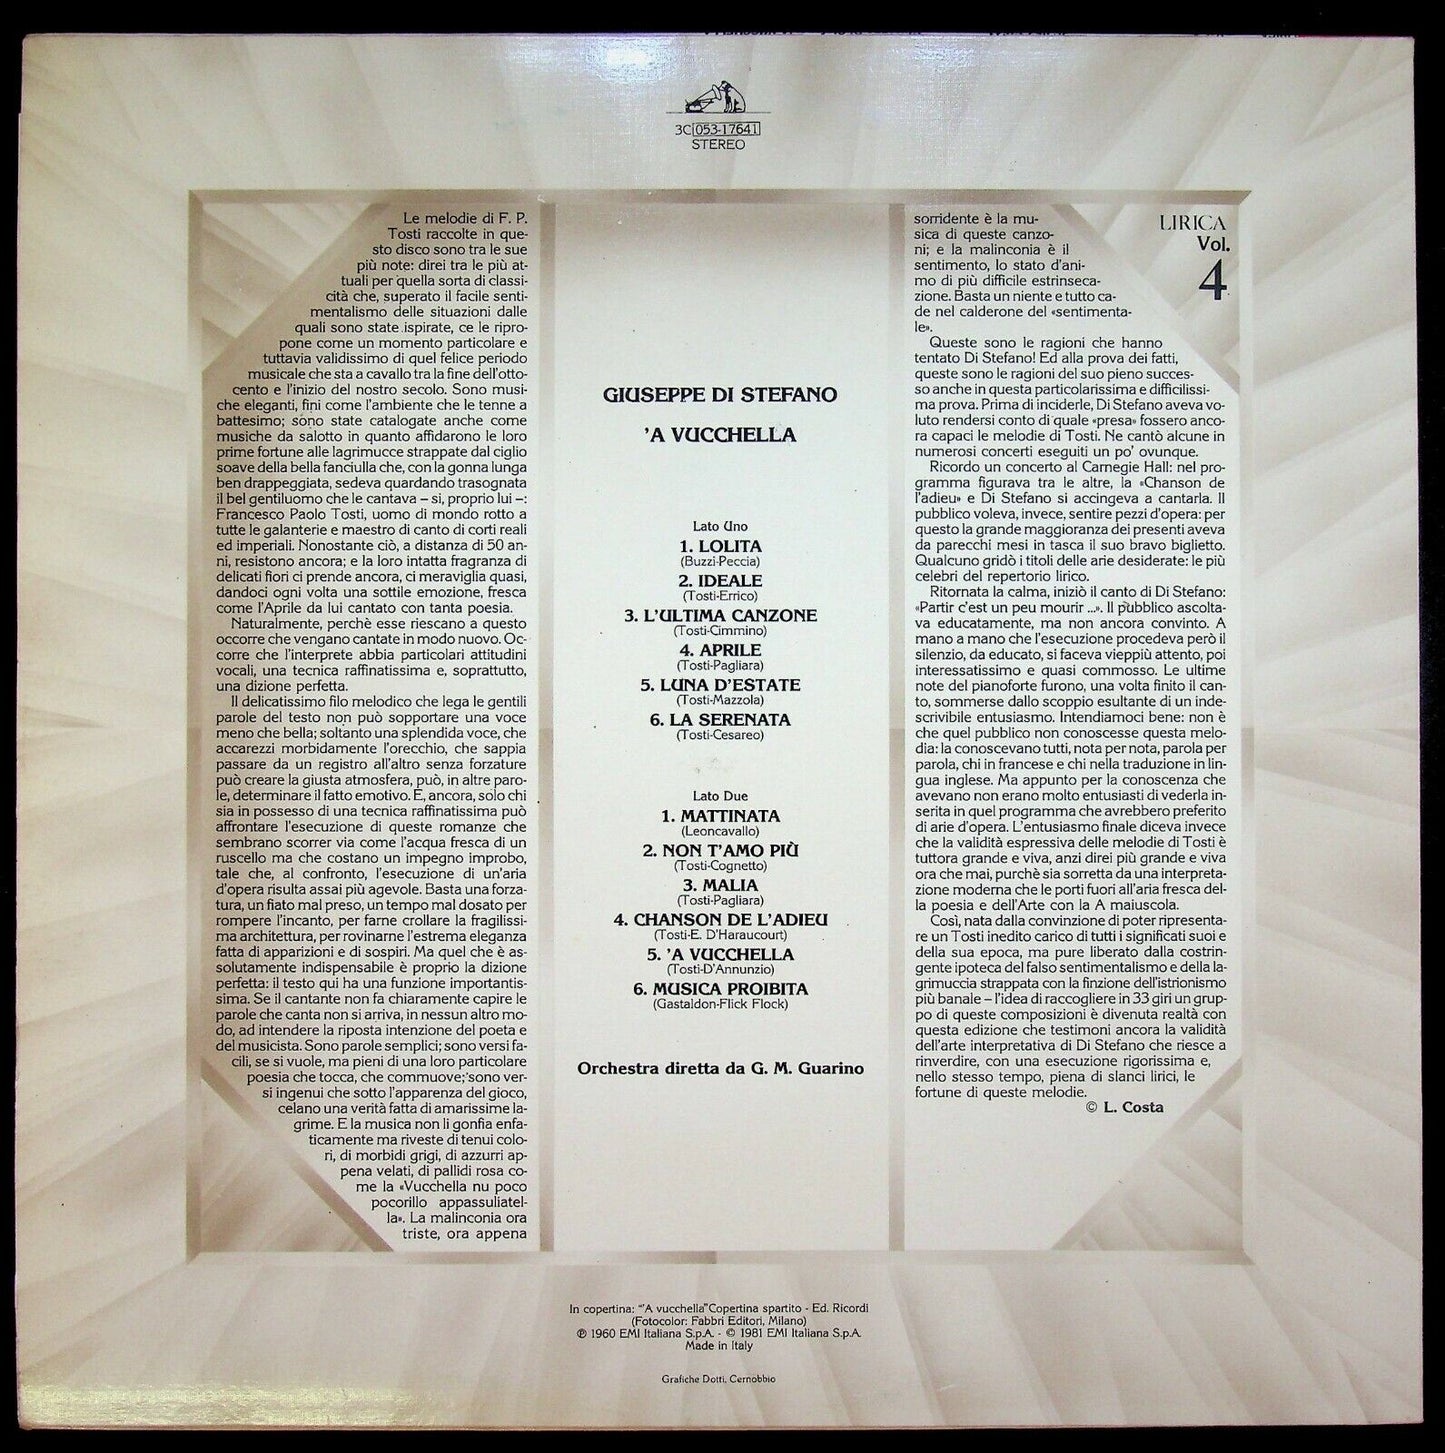 3C 053-17641
STEREO
Le melodie di F. P.
Tosti raccolte in que-
sto disco sono tra le sue
più note: direi tra le più at-
tuali per quella sorta di classi-
cità che, superato il facile senti-
mentalismo delle situazioni dalle
quali sono state ispirate, ce le ripro-
pone come un momento particolare e
tuttavia validissimo di quel felice periodo
musicale che sta a cavallo tra la fine dell'otto-
cento e l'inizio del nostro secolo. Sono musi-
che eleganti, fini come l'ambiente che le tenne a
battesimo; sono state catalogate anche come
musiche da salotto in quanto affidarono le loro
prime fortune alle lagrimucce strappate dal ciglio
soave della bella fanciulla che, con la gonna lunga
ben drappeggiata, sedeva quardando trasognata
il bel gentiluomo che le cantava – si, proprio lui –:
Francesco Paolo Tosti, uomo di mondo rotto a
tutte le galanterie e maestro di canto di corti reali
ed imperiali. Nonostante ciò, a distanza di 50 an-
ni, resistono ancora; e la loro intatta fragranza di
delicati fiori ci prende ancora, ci meraviglia quasi,
dandoci ogni volta una sottile emozione, fresca
come l'Aprile da lui cantato con tanta poesia.
Naturalmente, perchè esse riescano a questo
occorre che vengano cantate in modo nuovo. Oc-
corre che l'interprete abbia particolari attitudini
vocali, una tecnica raffinatissima e, soprattutto,
una dizione perfetta.
Il delicatissimo filo melodico che lega le gentili
parole del testo non può sopportare una voce
meno che bella; soltanto una splendida voce, che
accarezzi morbidamente l'orecchio, che sappia
passare da un registro all'altro senza forzature
può creare la giusta atmosfera, può, in altre paro-
le, determinare il fatto emotivo. E, ancora, solo chi
sia in possesso di una tecnica raffinatissima può
affrontare l'esecuzione di queste romanze che
sembrano scorrer via come l'acqua fresca di un
ruscello ma che costano un impegno improbo,
tale che, al confronto, l'esecuzione di un'aria
d'opera risulta assai più agevole. Basta una forza-
tura, un fiato mal preso, un tempo mal dosato per
rompere l'incanto, per farne crollare la fragilissi-
ma architettura, per rovinarne l'estrema eleganza
fatta di apparizioni e di sospiri. Ma quel che è as-
solutamente indispensabile è proprio la dizione
perfetta: il testo qui ha una funzione importantis-
sima. Se il cantante non fa chiaramente capire le
parole che canta non si arriva, in nessun altro mo-
do, ad intendere la riposta intenzione del poeta e
del musicista. Sono parole semplici; sono versi fa-
cili, se si vuole, ma pieni di una loro particolare
poesia che tocca, che commuove; sono ver-
si ingenui che sotto l'apparenza del gioco,
celano una verità fatta di amarissime la-
grime. E la musica non li gonfia enfa-
ticamente ma riveste di tenui colo-
ri, di morbidi grigi, di azzurri ap-
pena velati, di pallidi rosa co-
me la «Vucchella nu poco
pocorillo appassuliatel-
la». La malinconia ora
triste, ora appena
GIUSEPPE DI STEFANO
'A VUCCHELLA
Lato Uno
1. LOLITA
(Buzzi-Peccia)
2. IDEALE
(Tosti-Errico)
3. L'ULTIMA CANZONE
(Tosti-Cimmino)
4. APRILE
(Tosti-Pagliara)
5. LUNA D'ESTATE
(Tosti-Mazzola)
6. LA SERENATA
(Tosti-Cesareo)
Lato Due
1. MATTINATA
(Leoncavallo)
2. NON T'AMO PIÙ
(Tosti-Cognetto)
3. MALIA
(Tosti-Pagliara)
4. CHANSON DE L'ADIEU
(Tosti-E. D'Haraucourt)
5. 'A VUCCHELLA
(Tosti-D'Annunzio)
6. MUSICA PROIBITA
(Gastaldon-Flick Flock)
Orchestra diretta da G. M. Guarino
LIRICA
Vol.
4
sorridente è la mu-
sica di queste canzo-
ni; e la malinconia è il
sentimento, lo stato d'ani-
mo di più difficile estrinseca-
zione. Basta un niente e tutto ca-
de nel calderone del «sentimenta-
le».
Queste sono le ragioni che hanno
tentato Di Stefano! Ed alla prova dei fatti,
queste sono le ragioni del suo pieno succes-
so anche in questa particolarissima e difficilissi-
ma prova. Prima di inciderle, Di Stefano aveva vo-
luto rendersi conto di quale «presa» fossero anco-
ra capaci le melodie di Tosti. Ne cantò alcune in
numerosi concerti eseguiti un po' ovunque.
Ricordo un concerto al Carnegie Hall: nel pro-
gramma figurava tra le altre, la «Chanson de
l'adieu» e Di Stefano si accingeva a cantarla. Il
pubblico voleva, invece, sentire pezzi d'opera: per
questo la grande maggioranza dei presenti aveva
da parecchi mesi in tasca il suo bravo biglietto.
Qualcuno gridò i titoli delle arie desiderate: le più
celebri del repertorio lirico.
Ritornata la calma, iniziò il canto di Di Stefano:
«Partir c'est un peu mourir ...». Il pubblico ascolta-
va educatamente, ma non ancora convinto. A
mano a mano che l'esecuzione procedeva però il
silenzio, da educato, si faceva vieppiù attento, poi
interessatissimo e quasi commosso. Le ultime
note del pianoforte furono, una volta finito il can-
to, sommerse dallo scoppio esultante di un inde-
scrivibile entusiasmo. Intendiamoci bene: non è
che quel pubblico non conoscesse questa melo-
dia: la conoscevano tutti, nota per nota, parola per
parola, chi in francese e chi nella traduzione in lin-
gua inglese. Ma appunto per la conoscenza che
avevano non erano molto entusiasti di vederla in-
serita in quel programma che avrebbero preferito
di arie d'opera. L'entusiasmo finale diceva invece
che la validità espressiva delle melodie di Tosti è
tuttora grande e viva, anzi direi più grande e viva
ora che mai, purchè sia sorretta da una interpreta-
zione moderna che le porti fuori all'aria fresca del-
la poesia e dell'Arte con la A maiuscola.
Così, nata dalla convinzione di poter ripresenta-
re un Tosti inedito carico di tutti i significati suoi e
della sua epoca, ma pure liberato dalla costrin-
gente ipoteca del falso sentimentalismo e della la-
grimuccia strappata con la finzione dell'istrionismo
più banale – l'idea di raccogliere in 33 giri un grup-
po di queste composizioni è divenuta realtà con
questa edizione che testimoni ancora la validità
dell'arte interpretativa di Di Stefano che riesce a
rinverdire, con una esecuzione rigorissima e,
nello stesso tempo, piena di slanci lirici, le
fortune di queste melodie.
© L. Costa
In copertina: "'A vucchella" Copertina spartito - Ed. Ricordi
(Fotocolor: Fabbri Editori, Milano)
℗ 1960 EMI Italiana S.p.A. - © 1981 EMI Italiana S.p.A.
Made in Italy
Grafiche Dotti, Cernobbio